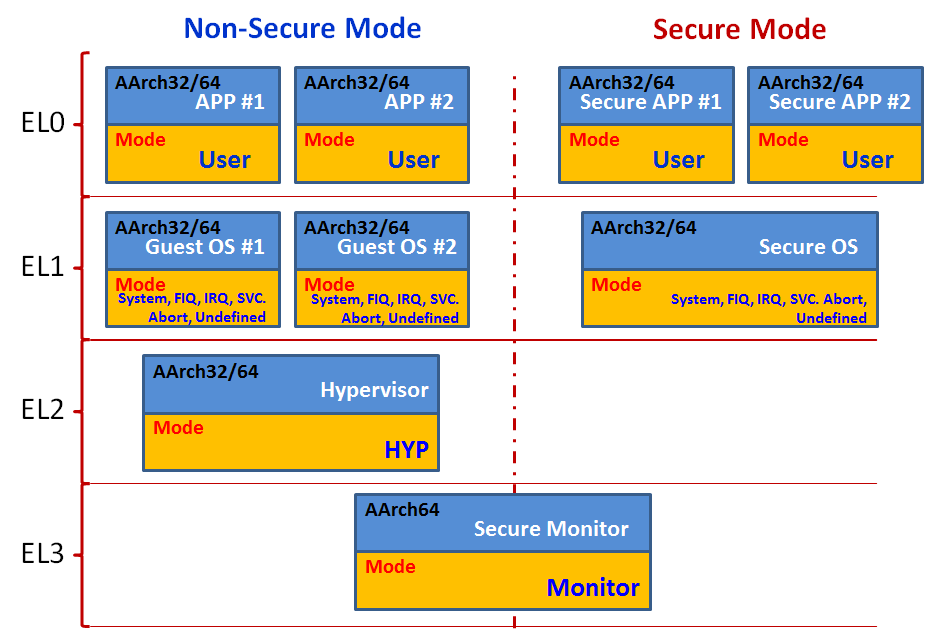 Non-Secure Mode
Secure Mode
EL0
AArch32/64
APP #1
Mode
User
AArch32/64
APP #2
Mode
User
AArch32/64
Secure APP #1
Mode
User
AArch32/64
Secure APP #2
Mode
User
EL1
AArch32/64
Guest OS #1
Mode
System, FIQ, IRQ, SVC.
Abort, Undefined
AArch32/64
Guest OS #2
Mode
System, FIQ, IRQ, SVC.
Abort, Undefined
AArch32/64
Secure OS
Mode
System, FIQ, IRQ, SVC. Abort,
Undefined
EL2
AArch32/64
Hypervisor
Mode
HYP
EL3
AArch64
Secure Monitor
Mode
Monitor